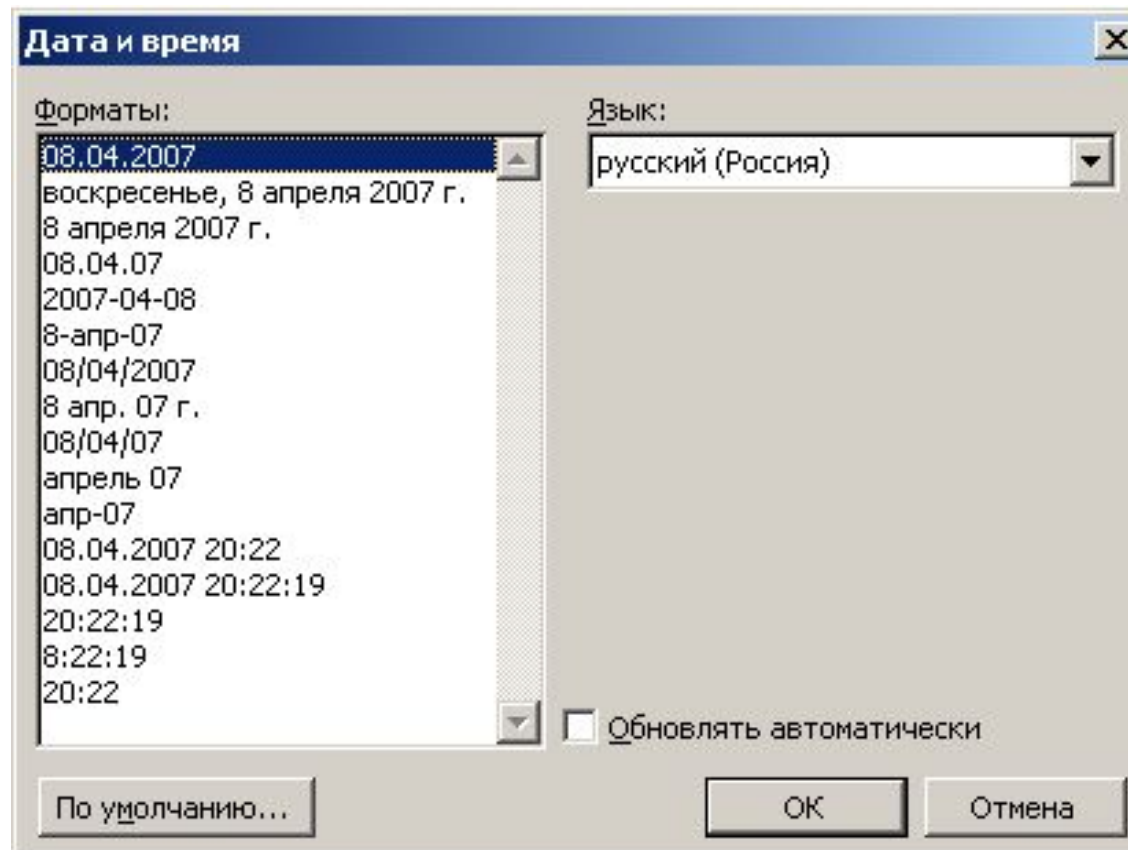 Дата и время
Форматы:
08.04.2007
воскресенье, 8 апреля 2007 г.
8 апреля 2007 г.
08.04.07
2007-04-08
8-апр-07
08/04/2007
8 апр. 07 г.
08/04/07
апрель 07
апр-07
08.04.2007 20:22
08.04.2007 20:22:19
20:22:19
8:22:19
20:22
Язык:
русский (Россия)
Обновлять автоматически
По умолчанию...
ОК
Отмена